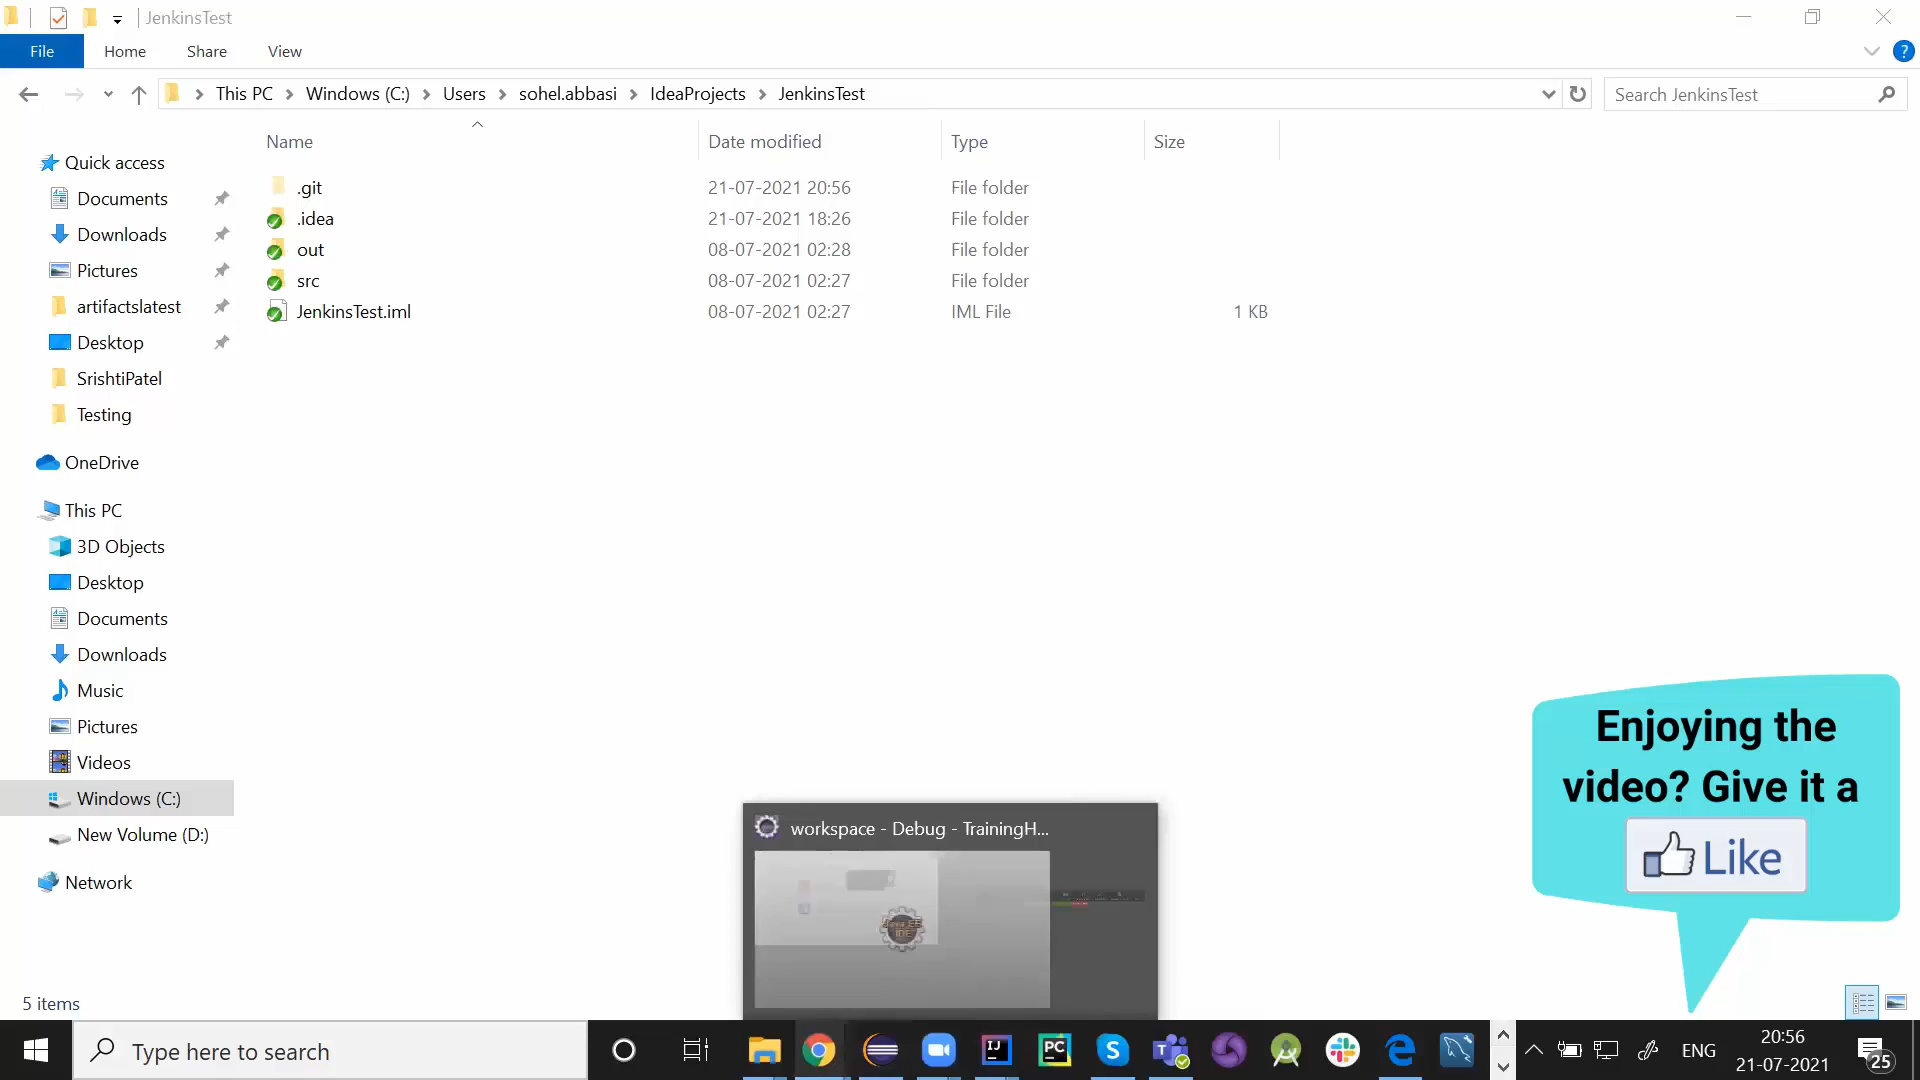 JenkinsTest
File Home Share View
?
This PC Windows (C:) Users sohel.abbasi IdeaProjects JenkinsTest
Search JenkinsTest
Name Date modified Type Size
.git 21-07-2021 20:56 File folder
.idea 21-07-2021 18:26 File folder
out 08-07-2021 02:28 File folder
src 08-07-2021 02:27 File folder
JenkinsTest.iml 08-07-2021 02:27 IML File 1 KB
Quick access
Documents
Downloads
Pictures
artifactslatest
Desktop
SrishtiPatel
Testing
OneDrive
This PC
3D Objects
Desktop
Documents
Downloads
Music
Pictures
Videos
Windows (C:)
New Volume (D:)
Network
5 items
workspace - Debug - TrainingH...
Java EE
IDE
Enjoying the
video? Give it a
Like
Type here to search
IJ
PC
S
T
ENG
20:56
21-07-2021
25